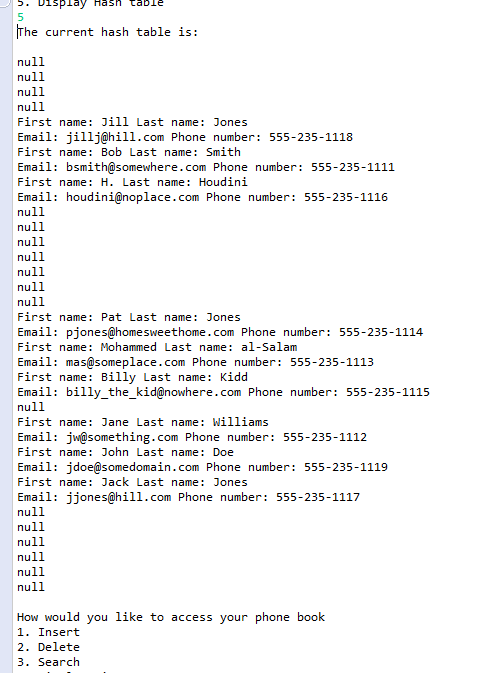 5. Display Hash table
5
The current hash table is:
null
null
null
null
First name: Jill Last name: Jones
Email: jillj@hill.com Phone number: 555-235-1118
First name: Bob Last name: Smith
Email: bsmith@somewhere.com Phone number: 555-235-1111
First name: H. Last name: Houdini
Email: houdini@noplace.com Phone number: 555-235-1116
null
null
null
null
null
null
null
First name: Pat Last name: Jones
Email: pjones@homesweethome.com Phone number: 555-235-1114
First name: Mohammed Last name: al-Salam
Email: mas@someplace.com Phone number: 555-235-1113
First name: Billy Last name: Kidd
Email: billy_the_kid@nowhere.com Phone number: 555-235-1115
null
First name: Jane Last name: Williams
Email: jw@something.com Phone number: 555-235-1112
First name: John Last name: Doe
Email: jdoe@somedomain.com Phone number: 555-235-1119
First name: Jack Last name: Jones
Email: jjones@hill.com Phone number: 555-235-1117
null
null
null
null
null
null
How would you like to access your phone book
1. Insert
2. Delete
3. Search